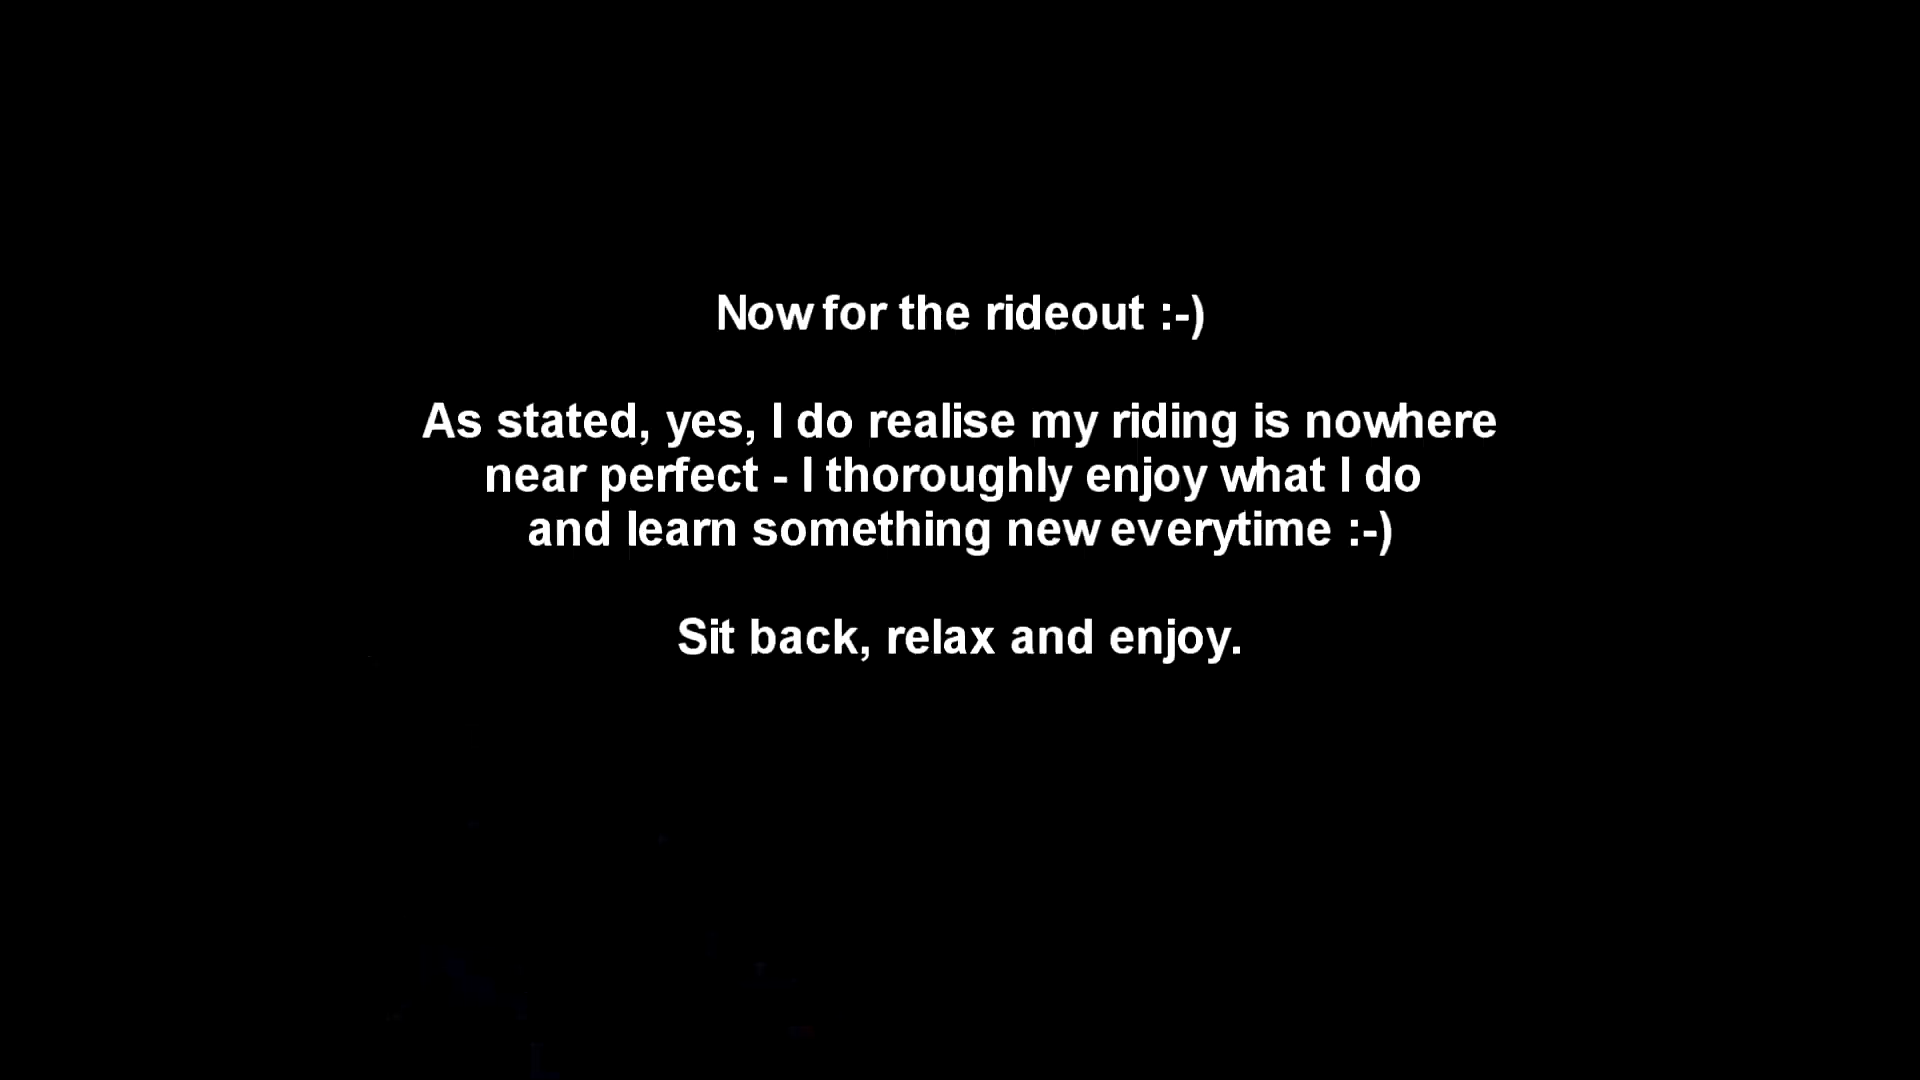 Now for the rideout :-)
As stated, yes, I do realise my riding is nowhere
near perfect - I thoroughly enjoy what I do
and learn something new everytime :-)
Sit back, relax and enjoy.